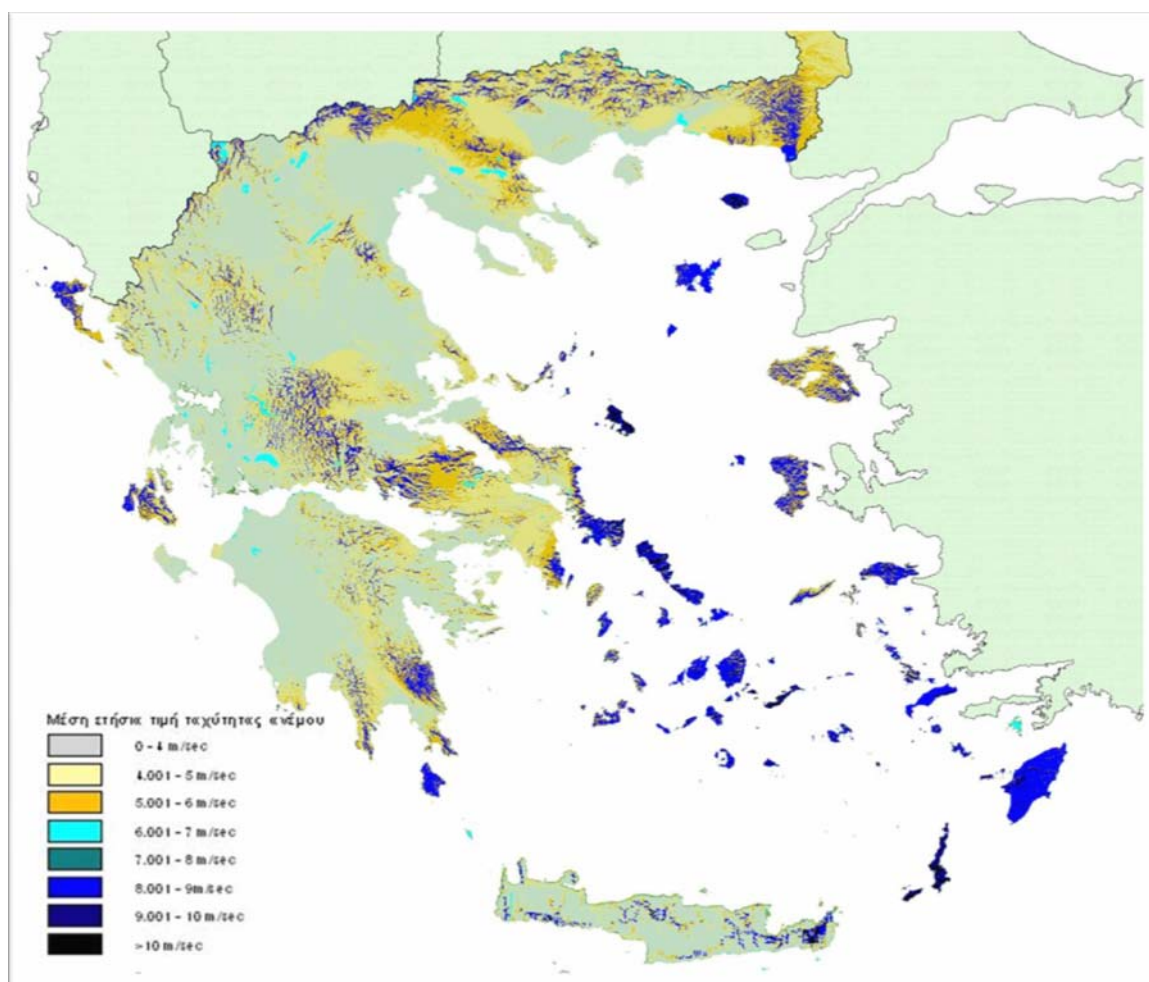 Μέση ετήσια τιμή ταχύτητας ανέμου
0 - 4 m/sec
4.001 - 5 m/sec
5.001 - 6 m/sec
6.001 - 7 m/sec
7.001 - 8 m/sec
8.001 - 9m/sec
9.001 - 10 m/sec
>10 m/sec